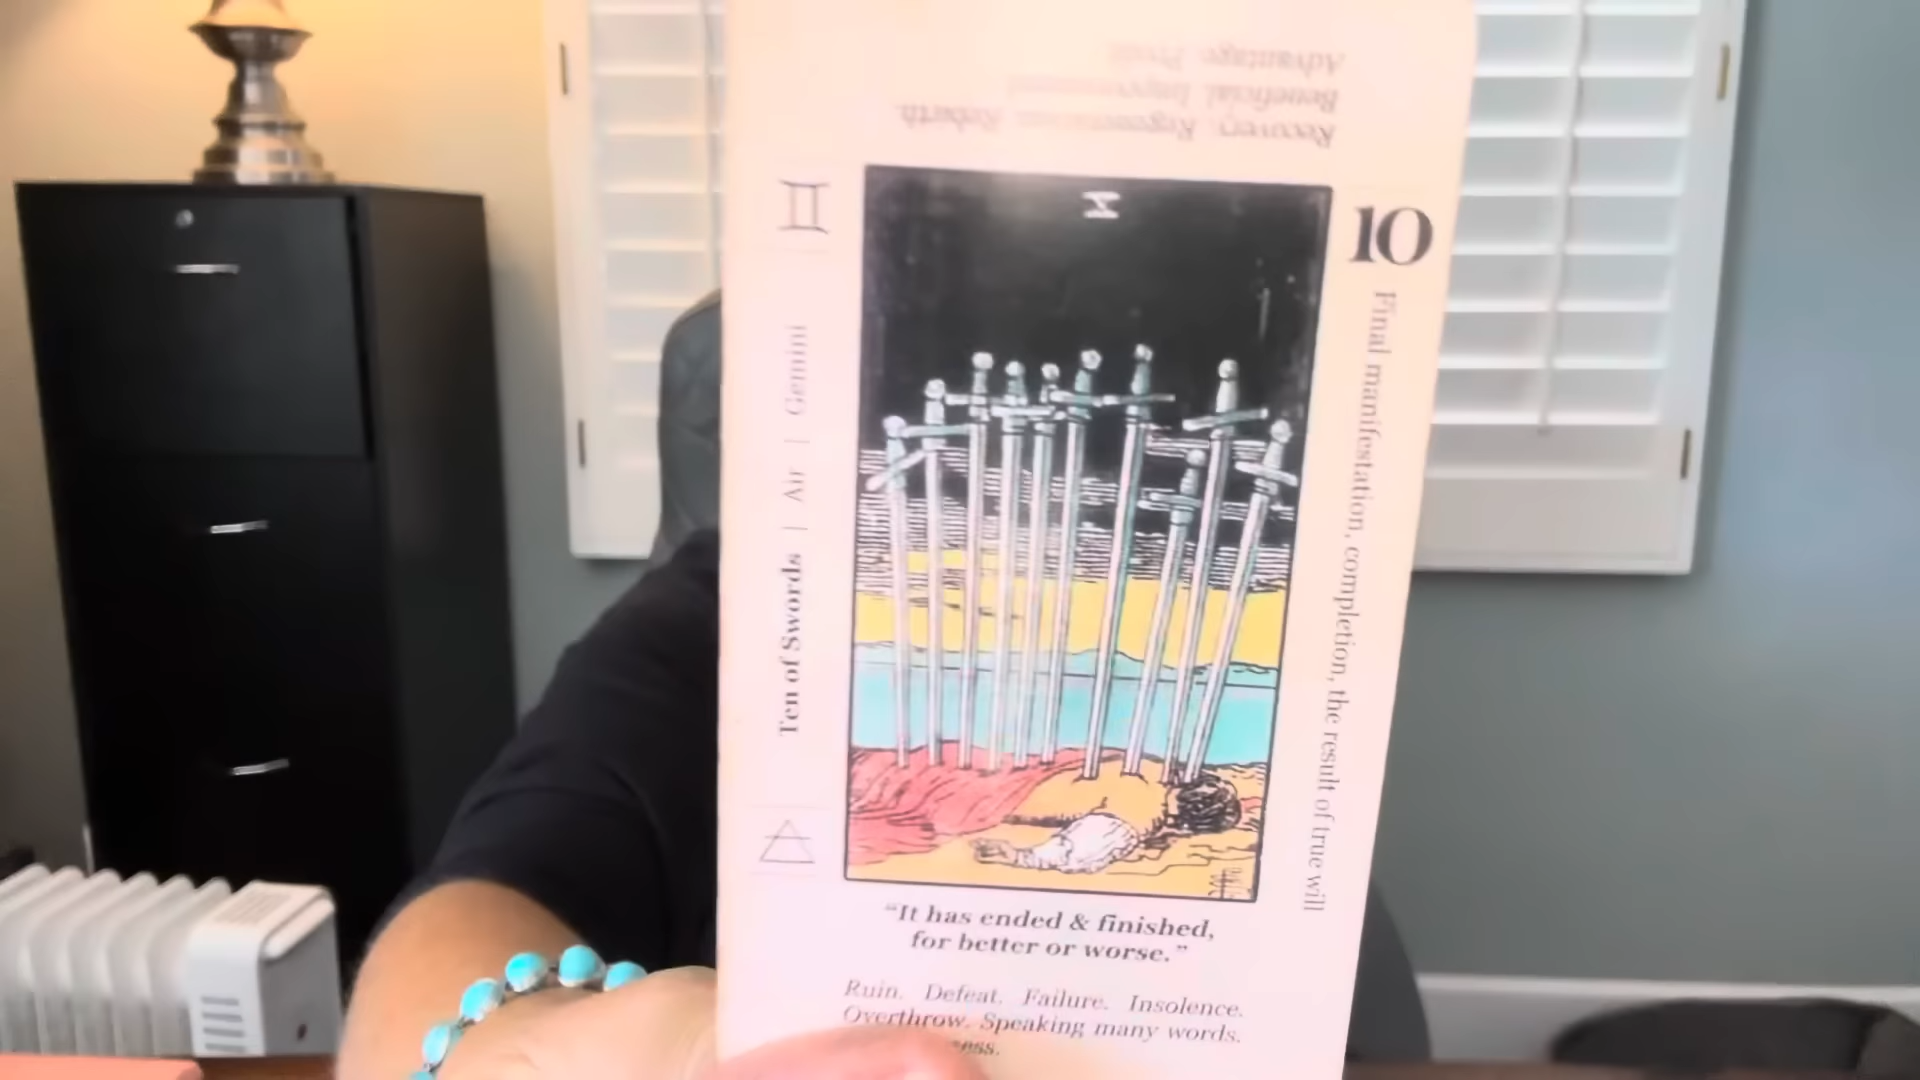 Advantage. Profit.
Beneficial. Improvement.
Recovery. Regeneration. Rebirth.
X
10
Ten of Swords | Air | Gemini
Final manifestation, completion, the result of true will
“It has ended & finished,
for better or worse.”
Ruin. Defeat. Failure. Insolence.
Overthrow. Speaking many words.